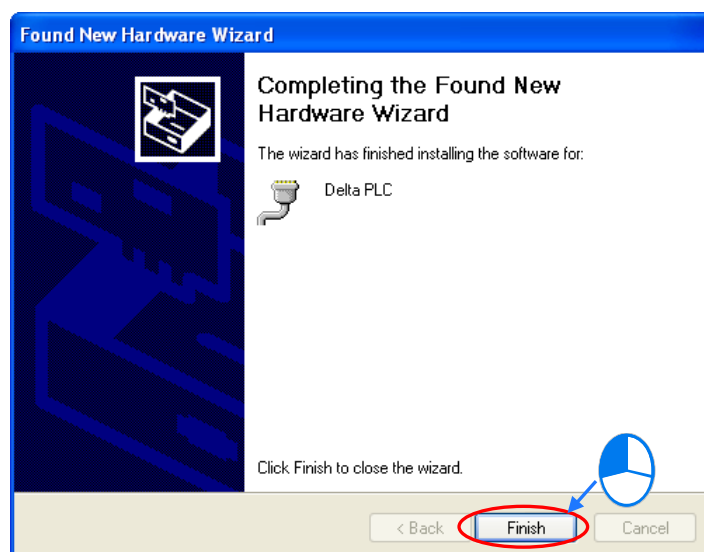 Found New Hardware Wizard
Completing the Found New
Hardware Wizard
The wizard has finished installing the software for:
Delta PLC
Click Finish to close the wizard.
< Back Finish Cancel